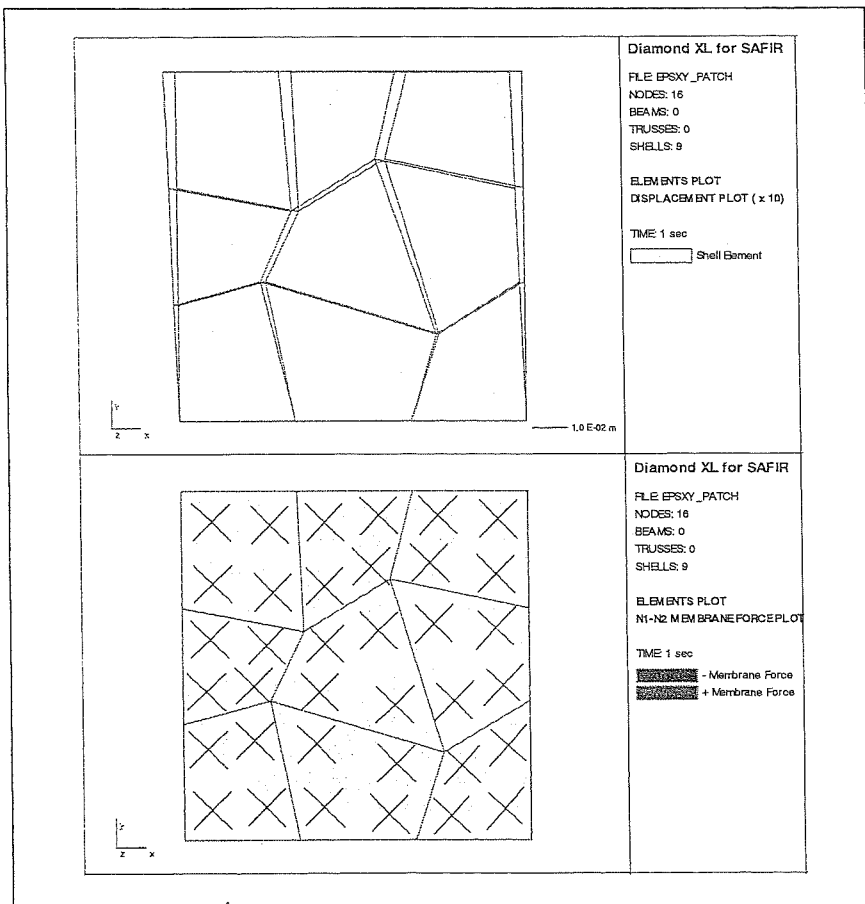 Diamond XL for SAFIR
FILE: EPSXY_PATCH
NODES: 16
BEAMS: 0
TRUSSES: 0
SHELLS: 9
ELEMENTS PLOT
DISPLACEMENT PLOT ( x 10)
TIME: 1 sec
Shell Element
Y
Z X
1.0 E-02 m
Diamond XL for SAFIR
FILE: EPSXY_PATCH
NODES: 16
BEAMS: 0
TRUSSES: 0
SHELLS: 9
ELEMENTS PLOT
N1-N2 MEMBRANE FORCE PLOT
TIME: 1 sec
- Membrane Force
+ Membrane Force
Y
Z X